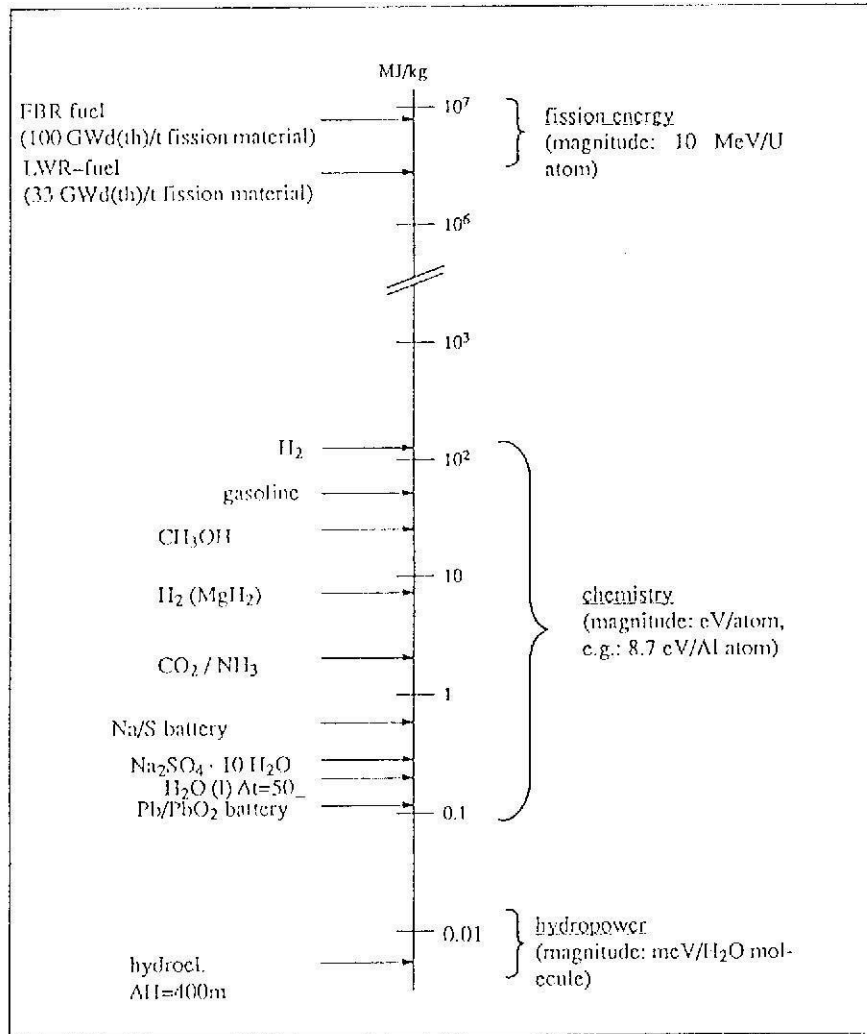 MJ/kg
FBR fuel
(100 GWd(th)/t fission material)
LWR-fuel
(33 GWd(th)/t fission material)
10⁷
fission energy
(magnitude: 10 MeV/U
atom)
10⁶
10³
H₂
10²
gasoline
CH₃OH
10
H₂ (MgH₂)
chemistry
(magnitude: eV/atom,
e.g.: 8.7 eV/Al atom)
CO₂ / NH₃
1
Na/S battery
Na₂SO₄ · 10 H₂O
H₂O (l) Δt=50_
Pb/PbO₂ battery
0.1
0.01
hydropower
(magnitude: meV/H₂O mol-
ecule)
hydroel.
ΔH=400m